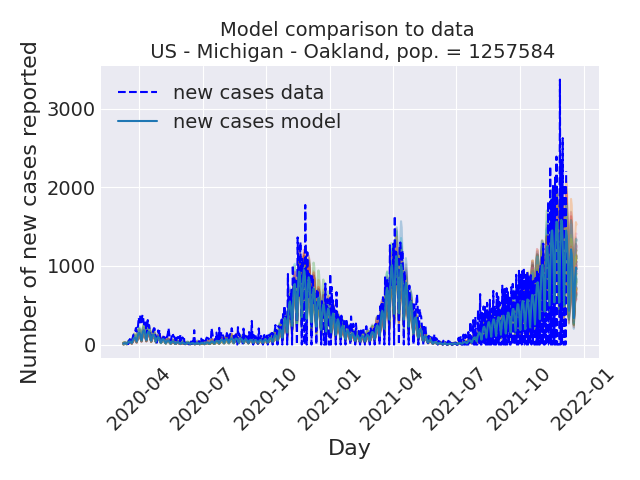 Model comparison to data
US - Michigan - Oakland, pop. = 1257584
new cases data
new cases model
Number of new cases reported
3000
2000
1000
0
2020-04
2020-07
2020-10
2021-01
2021-04
2021-07
2021-10
2022-01
Day